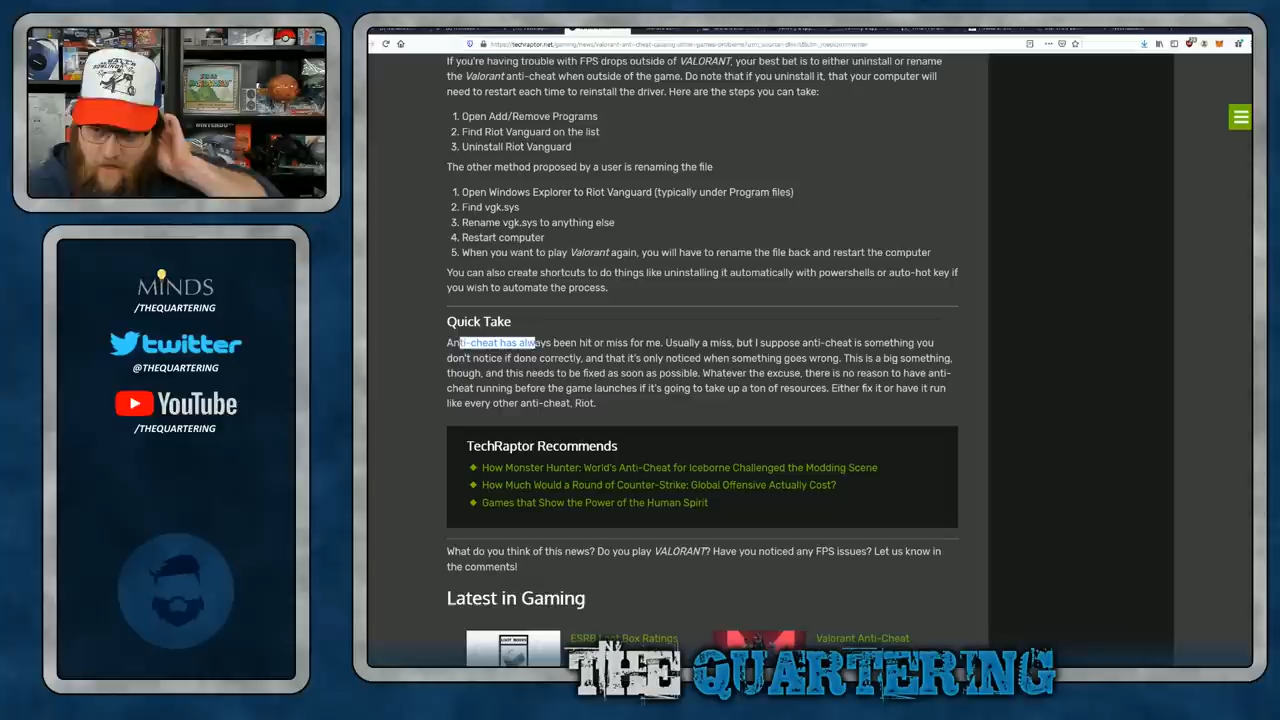 MINDS
/THEQUARTERING
twitter
@THEQUARTERING
YouTube
/THEQUARTERING
If you're having trouble with FPS drops outside of VALORANT, your best bet is to either uninstall or rename
the Valorant anti-cheat when outside of the game. Do note that if you uninstall it, that your computer will
need to restart each time to reinstall the driver. Here are the steps you can take:
1. Open Add/Remove Programs
2. Find Riot Vanguard on the list
3. Uninstall Riot Vanguard
The other method proposed by a user is renaming the file
1. Open Windows Explorer to Riot Vanguard (typically under Program files)
2. Find vgk.sys
3. Rename vgk.sys to anything else
4. Restart computer
5. When you want to play Valorant again, you will have to rename the file back and restart the computer
You can also create shortcuts to do things like uninstalling it automatically with powershells or auto-hot key if
you wish to automate the process.
Quick Take
Anti-cheat has always been hit or miss for me. Usually a miss, but I suppose anti-cheat is something you
don't notice if done correctly, and that it's only noticed when something goes wrong. This is a big something,
though, and this needs to be fixed as soon as possible. Whatever the excuse, there is no reason to have anti-
cheat running before the game launches if it's going to take up a ton of resources. Either fix it or have it run
like every other anti-cheat, Riot.
TechRaptor Recommends
How Monster Hunter: World's Anti-Cheat for Iceborne Challenged the Modding Scene
How Much Would a Round of Counter-Strike: Global Offensive Actually Cost?
Games that Show the Power of the Human Spirit
What do you think of this news? Do you play VALORANT? Have you noticed any FPS issues? Let us know in
the comments!
Latest in Gaming
ESRB Loot Box Ratings
Valorant Anti-Cheat
THE QUARTERING